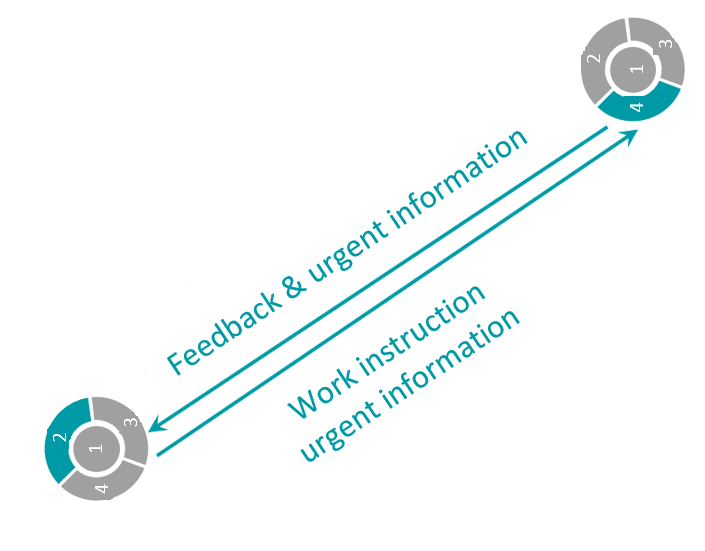 2
3
1
4
Feedback & urgent information
Work instruction
urgent information
2
3
1
4